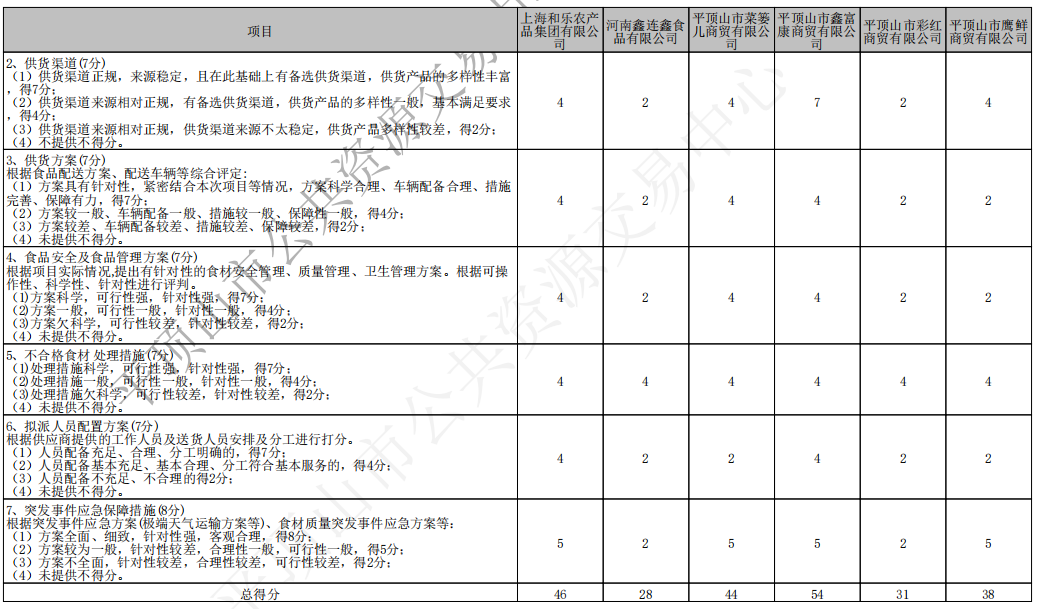 项目
上海和乐农产
品集团有限公
司
河南鑫连鑫食
品有限公司
平顶山市菜篓
儿商贸有限公
司
平顶山市鑫富
康商贸有限公
司
平顶山市彩红
商贸有限公司
平顶山市鹰鲜
商贸有限公司
2、供货渠道(7分)
（1）供货渠道正规，来源稳定，且在此基础上有备选供货渠道，供货产品的多样性丰富
，得7分；
（2）供货渠道来源相对正规，有备选供货渠道，供货产品的多样性一般，基本满足要求
，得4分；
（3）供货渠道来源相对正规，供货渠道来源不太稳定，供货产品多样性较差，得2分；
（4）不提供不得分。
4 2 4 7 2 4
3、供货方案(7分)
根据食品配送方案、配送车辆等综合评定:
（1）方案具有针对性，紧密结合本次项目等情况，方案科学合理、车辆配备合理、措施
完善、保障有力，得7分；
（2）方案较一般、车辆配备一般、措施较一般、保障性一般，得4分；
（3）方案较差、车辆配备较差、措施较差、保障较差，得2分；
（4）未提供不得分。
4 2 4 4 2 2
4、食品安全及食品管理方案(7分)
根据项目实际情况,提出有针对性的食材安全管理、质量管理、卫生管理方案。根据可操
作性、科学性、针对性进行评判。
(1)方案科学，可行性强，针对性强，得7分；
(2)方案一般，可行性一般，针对性一般，得4分；
(3)方案欠科学，可行性较差，针对性较差，得2分；
(4）未提供不得分。
4 2 4 4 2 2
5、不合格食材 处理措施(7分)
(1)处理措施科学，可行性强，针对性强，得7分；
(2)处理措施一般，可行性一般，针对性一般，得4分；
(3)处理措施欠科学，可行性较差，针对性较差，得2分；
(4）未提供不得分。
4 4 4 4 4 4
6、拟派人员配置方案(7分)
根据供应商提供的工作人员及送货人员安排及分工进行打分。
（1）人员配备充足、合理、分工明确的，得7分；
（2）人员配备基本充足、基本合理、分工符合基本服务的，得4分；
（3）人员配备不充足、不合理的得2分；
（4）未提供不得分。
4 2 2 4 2 2
7、突发事件应急保障措施(8分)
根据突发事件应急方案(极端天气运输方案等)、食材质量突发事件应急方案等:
（1）方案全面、细致，针对性强，客观合理，得8分；
（2）方案较为一般，针对性较差，合理性一般，可行性一般，得5分；
（3）方案不全面，针对性较差，合理性较差，可行性较差，得2分；
（4）未提供不得分。
5 2 5 5 2 5
总得分 46 28 44 54 31 38
平顶山市公共资源交易中
平顶山市公共资源交易中心